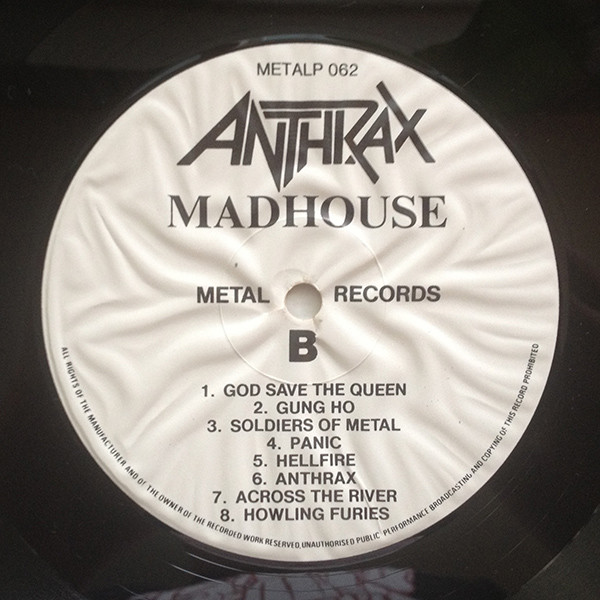 METALP 062
ANTHRAX
MADHOUSE
METAL RECORDS
B
1. GOD SAVE THE QUEEN
2. GUNG HO
3. SOLDIERS OF METAL
4. PANIC
5. HELLFIRE
6. ANTHRAX
7. ACROSS THE RIVER
8. HOWLING FURIES
ALL RIGHTS OF THE MANUFACTURER AND OF THE OWNER OF THE RECORDED WORK RESERVED, UNAUTHORISED PUBLIC PERFORMANCE BROADCASTING AND COPYING OF THIS RECORD PROHIBITED